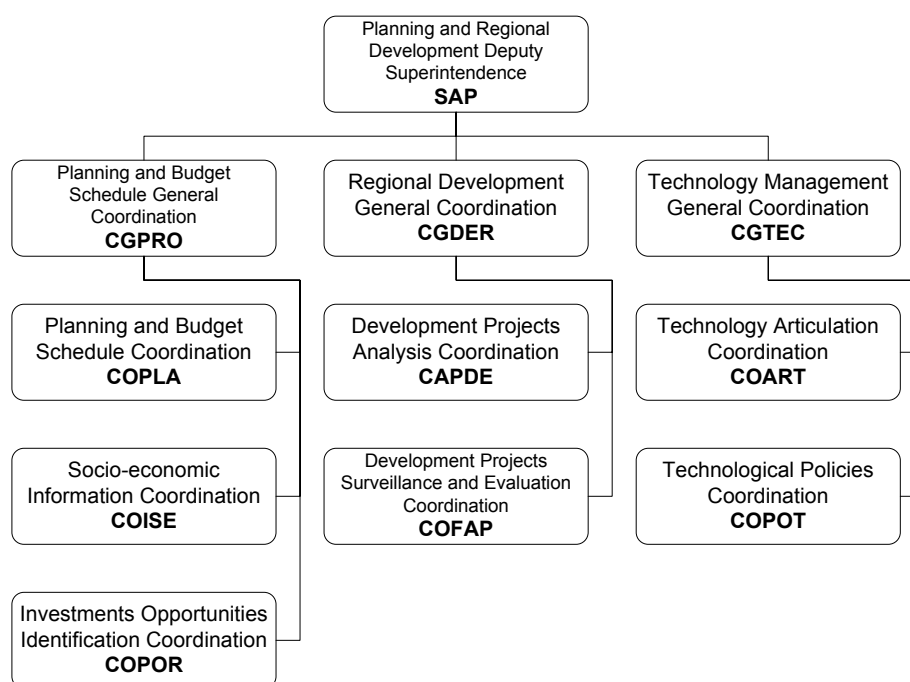 Planning and Regional
Development Deputy
Superintendence
SAP
Planning and Budget
Schedule General
Coordination
CGPRO
Regional Development
General Coordination
CGDER
Technology Management
General Coordination
CGTEC
Planning and Budget
Schedule Coordination
COPLA
Development Projects
Analysis Coordination
CAPDE
Technology Articulation
Coordination
COART
Socio-economic
Information Coordination
COISE
Development Projects
Surveillance and Evaluation
Coordination
COFAP
Technological Policies
Coordination
COPOT
Investments Opportunities
Identification Coordination
COPOR